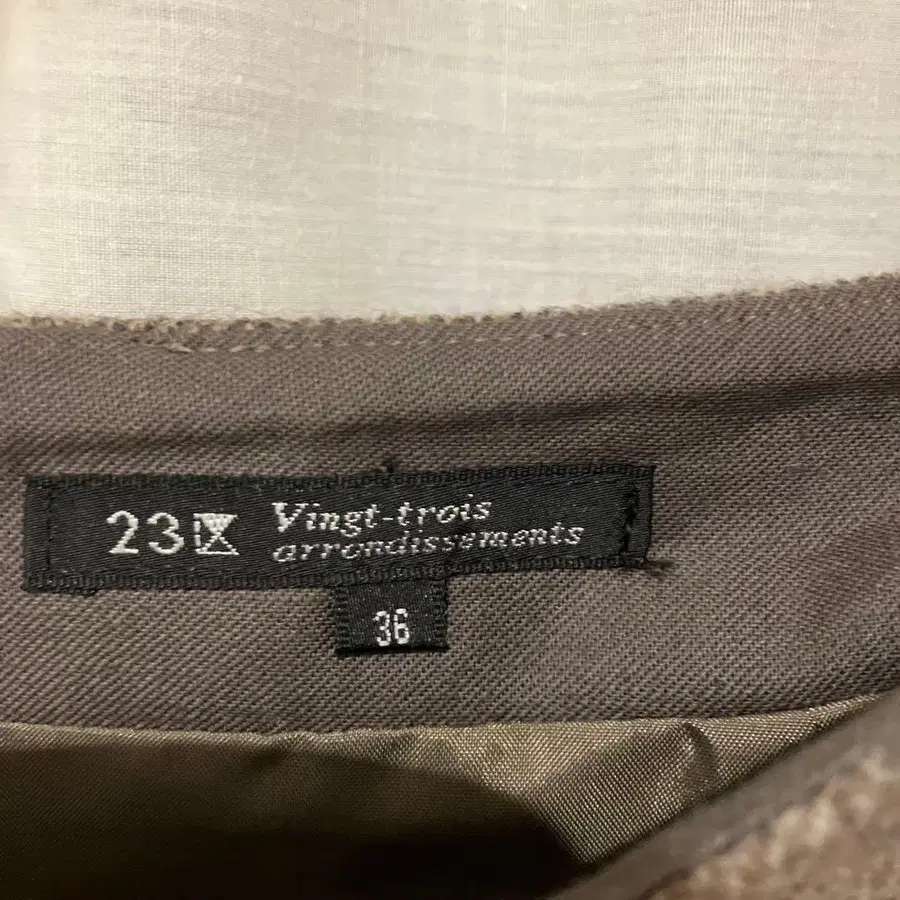 23区 Vingt-trois
arrondissements
36